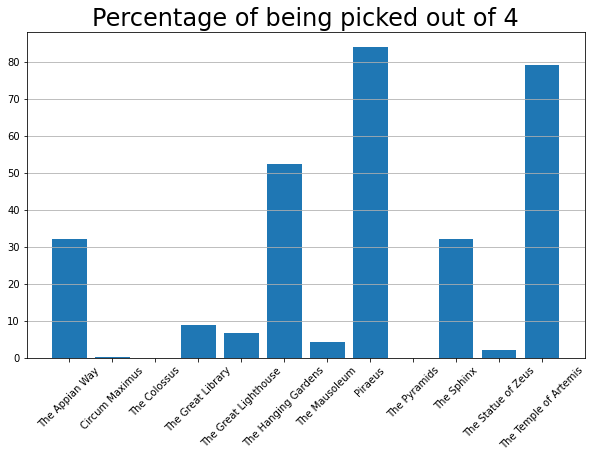 Percentage of being picked out of 4
80
70
60
50
40
30
20
10
0
The Appian Way
Circum Maximus
The Colossus
The Great Library
The Great Lighthouse
The Hanging Gardens
The Mausoleum
Piraeus
The Pyramids
The Sphinx
The Statue of Zeus
The Temple of Artemis